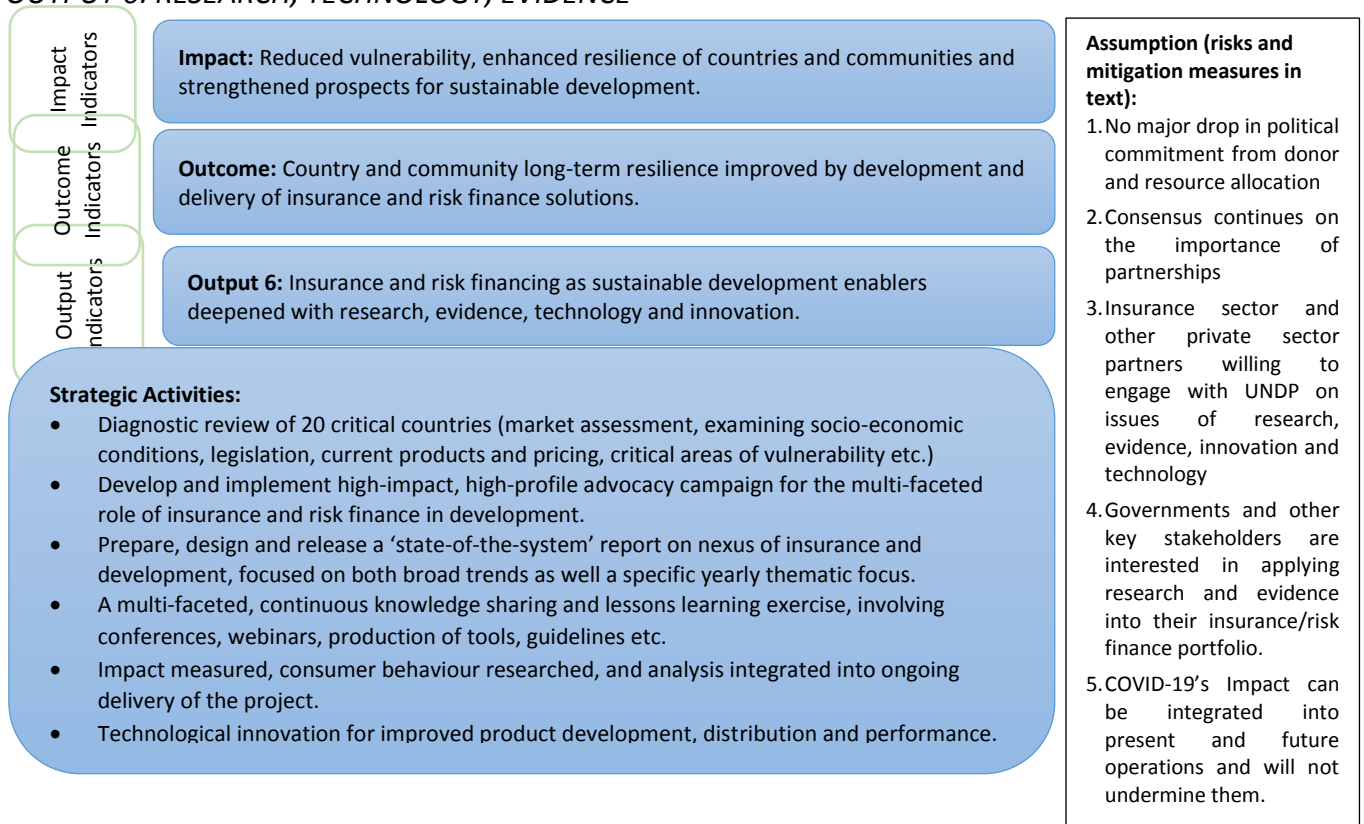 OUTPUT 6: RESEARCH, TECHNOLOGY, EVIDENCE
Impact
Indicators
Impact: Reduced vulnerability, enhanced resilience of countries and communities and
strengthened prospects for sustainable development.
Outcome
Indicators
Outcome: Country and community long-term resilience improved by development and
delivery of insurance and risk finance solutions.
Output
Indicators
Output 6: Insurance and risk financing as sustainable development enablers
deepened with research, evidence, technology and innovation.
Strategic Activities:
• Diagnostic review of 20 critical countries (market assessment, examining socio-economic
conditions, legislation, current products and pricing, critical areas of vulnerability etc.)
• Develop and implement high-impact, high-profile advocacy campaign for the multi-faceted
role of insurance and risk finance in development.
• Prepare, design and release a ‘state-of-the-system’ report on nexus of insurance and
development, focused on both broad trends as well a specific yearly thematic focus.
• A multi-faceted, continuous knowledge sharing and lessons learning exercise, involving
conferences, webinars, production of tools, guidelines etc.
• Impact measured, consumer behaviour researched, and analysis integrated into ongoing
delivery of the project.
• Technological innovation for improved product development, distribution and performance.
Assumption (risks and
mitigation measures in
text):
1.No major drop in political
commitment from donor
and resource allocation
2.Consensus continues on
the importance of
partnerships
3.Insurance sector and
other private sector
partners willing to
engage with UNDP on
issues of research,
evidence, innovation and
technology
4.Governments and other
key stakeholders are
interested in applying
research and evidence
into their insurance/risk
finance portfolio.
5.COVID-19’s Impact can
be integrated into
present and future
operations and will not
undermine them.